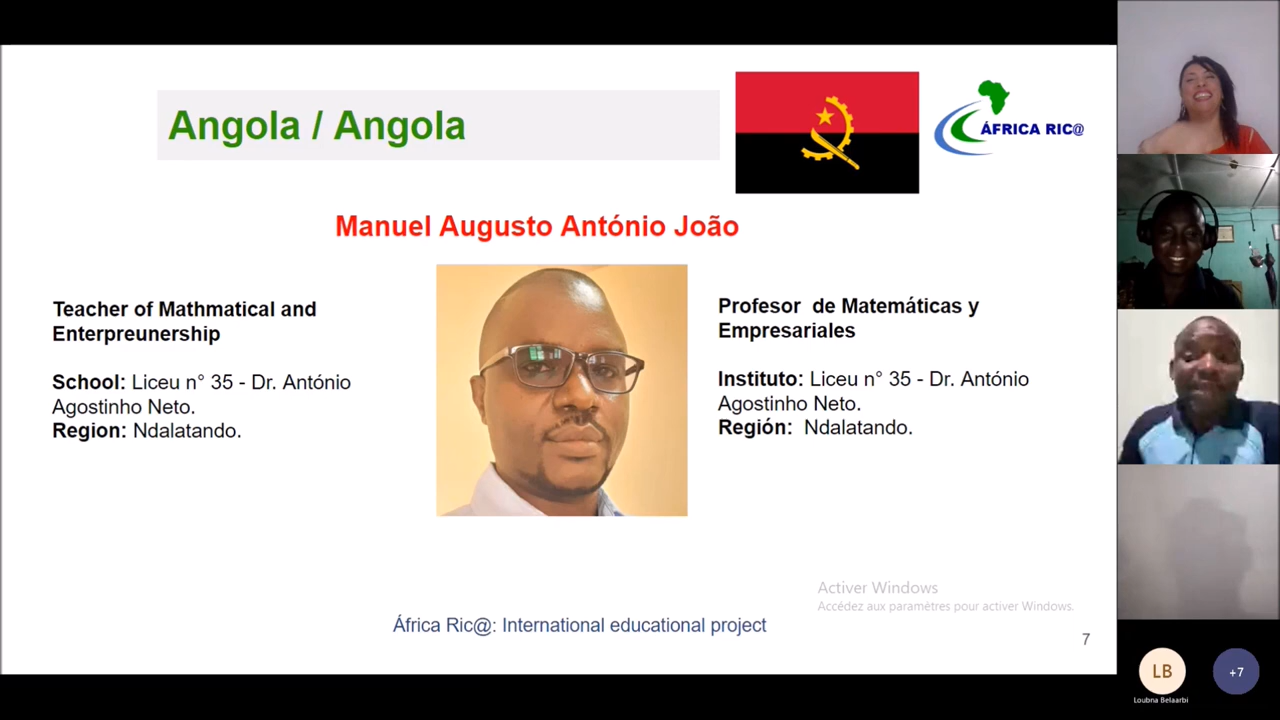 Angola / Angola
ÁFRICA RIC@
Manuel Augusto António João
Teacher of Mathmatical and
Enterpreunership
School: Liceu n° 35 - Dr. António
Agostinho Neto.
Region: Ndalatando.
Profesor de Matemáticas y
Empresariales
Instituto: Liceu n° 35 - Dr. António
Agostinho Neto.
Región: Ndalatando.
Activer Windows
Accédez aux paramètres pour activer Windows.
África Ric@: International educational project
7
LB
+7
Loubna Belaarbi